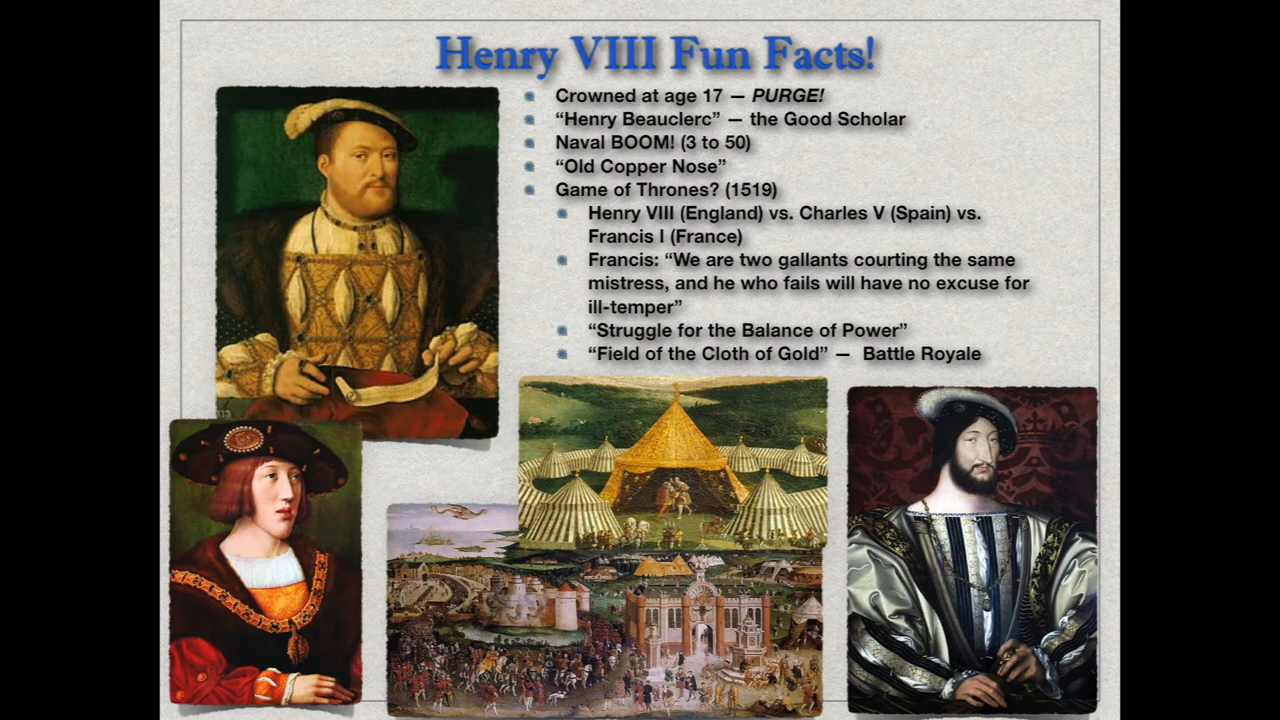 Henry VIII Fun Facts!
Crowned at age 17 — PURGE!
“Henry Beauclerc” — the Good Scholar
Naval BOOM! (3 to 50)
“Old Copper Nose”
Game of Thrones? (1519)
Henry VIII (England) vs. Charles V (Spain) vs.
Francis I (France)
Francis: “We are two gallants courting the same
mistress, and he who fails will have no excuse for
ill-temper”
“Struggle for the Balance of Power”
“Field of the Cloth of Gold” — Battle Royale